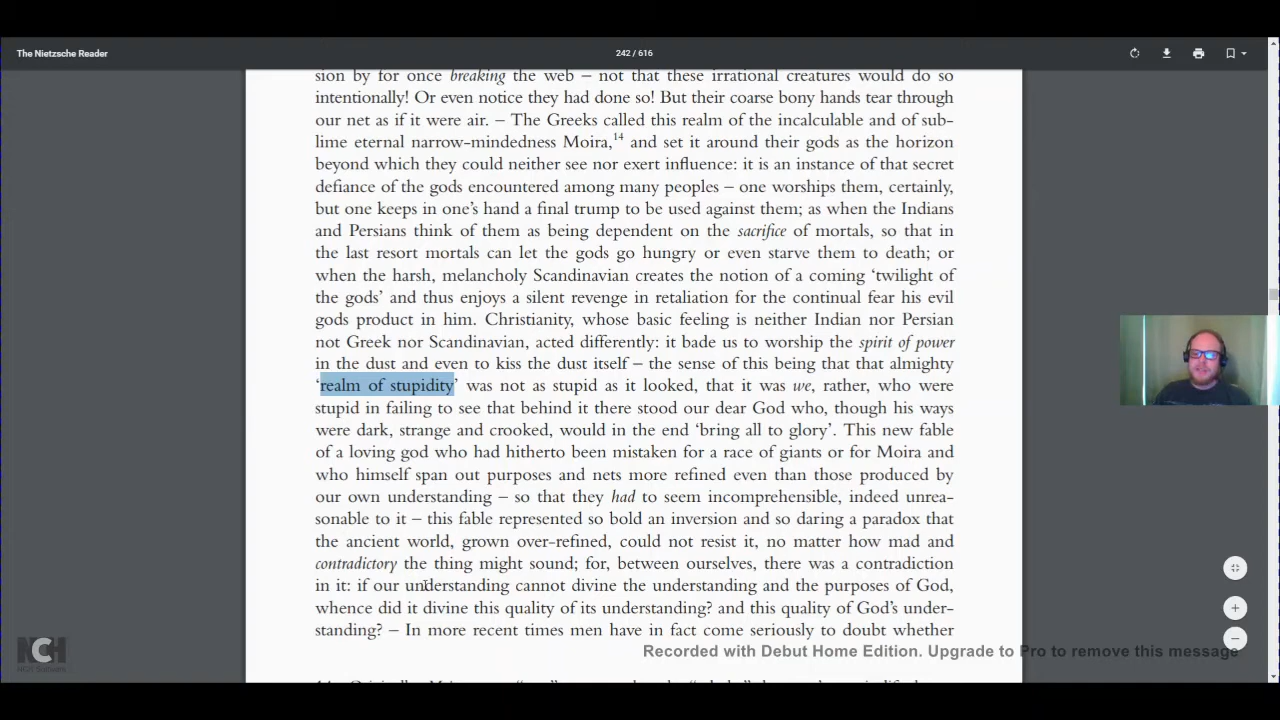 The Nietzsche Reader
242 / 616
sion by for once breaking the web – not that these irrational creatures would do so
intentionally! Or even notice they had done so! But their coarse bony hands tear through
our net as if it were air. – The Greeks called this realm of the incalculable and of sub-
lime eternal narrow-mindedness Moira,14 and set it around their gods as the horizon
beyond which they could neither see nor exert influence: it is an instance of that secret
defiance of the gods encountered among many peoples – one worships them, certainly,
but one keeps in one's hand a final trump to be used against them; as when the Indians
and Persians think of them as being dependent on the sacrifice of mortals, so that in
the last resort mortals can let the gods go hungry or even starve them to death; or
when the harsh, melancholy Scandinavian creates the notion of a coming ‘twilight of
the gods’ and thus enjoys a silent revenge in retaliation for the continual fear his evil
gods product in him. Christianity, whose basic feeling is neither Indian nor Persian
not Greek nor Scandinavian, acted differently: it bade us to worship the spirit of power
in the dust and even to kiss the dust itself – the sense of this being that that almighty
‘realm of stupidity’ was not as stupid as it looked, that it was we, rather, who were
stupid in failing to see that behind it there stood our dear God who, though his ways
were dark, strange and crooked, would in the end ‘bring all to glory’. This new fable
of a loving god who had hitherto been mistaken for a race of giants or for Moira and
who himself span out purposes and nets more refined even than those produced by
our own understanding – so that they had to seem incomprehensible, indeed unrea-
sonable to it – this fable represented so bold an inversion and so daring a paradox that
the ancient world, grown over-refined, could not resist it, no matter how mad and
contradictory the thing might sound; for, between ourselves, there was a contradiction
in it: if our understanding cannot divine the understanding and the purposes of God,
whence did it divine this quality of its understanding? and this quality of God's under-
standing? – In more recent times men have in fact come seriously to doubt whether
NCH
Recorded with Debut Home Edition. Upgrade to Pro to remove this message